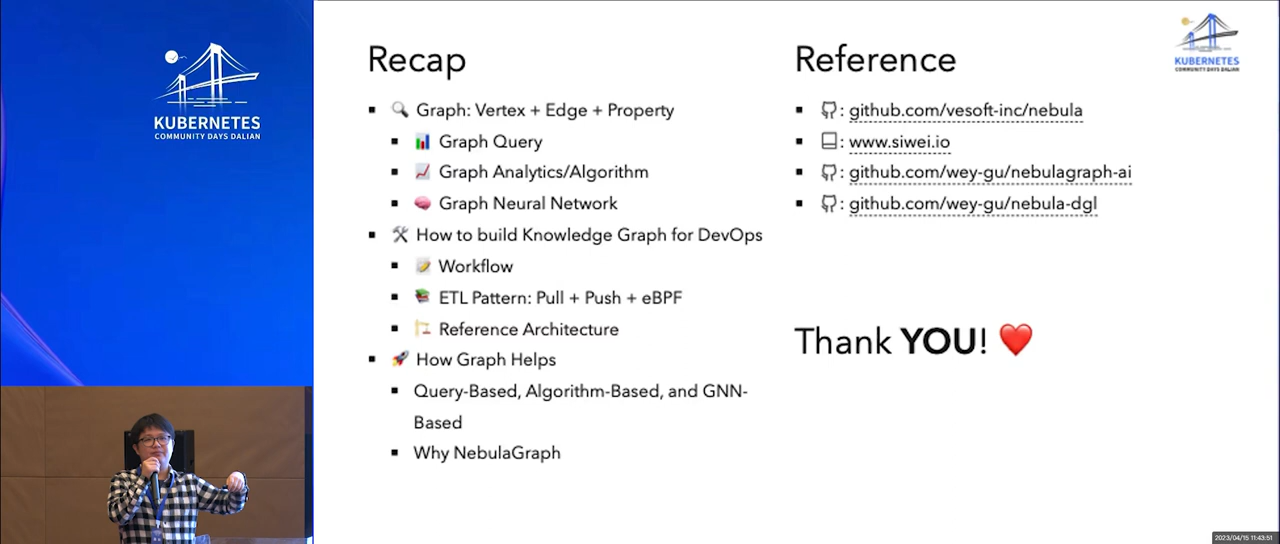 KUBERNETES
COMMUNITY DAYS DALIAN
Recap
Graph: Vertex + Edge + Property
Graph Query
Graph Analytics/Algorithm
Graph Neural Network
How to build Knowledge Graph for DevOps
Workflow
ETL Pattern: Pull + Push + eBPF
Reference Architecture
How Graph Helps
Query-Based, Algorithm-Based, and GNN-
Based
Why NebulaGraph
Reference
: github.com/vesoft-inc/nebula
: www.siwei.io
: github.com/wey-gu/nebulagraph-ai
: github.com/wey-gu/nebula-dgl
Thank YOU! ❤️
KUBERNETES
COMMUNITY DAYS DALIAN
2023/04/15 11:43:51